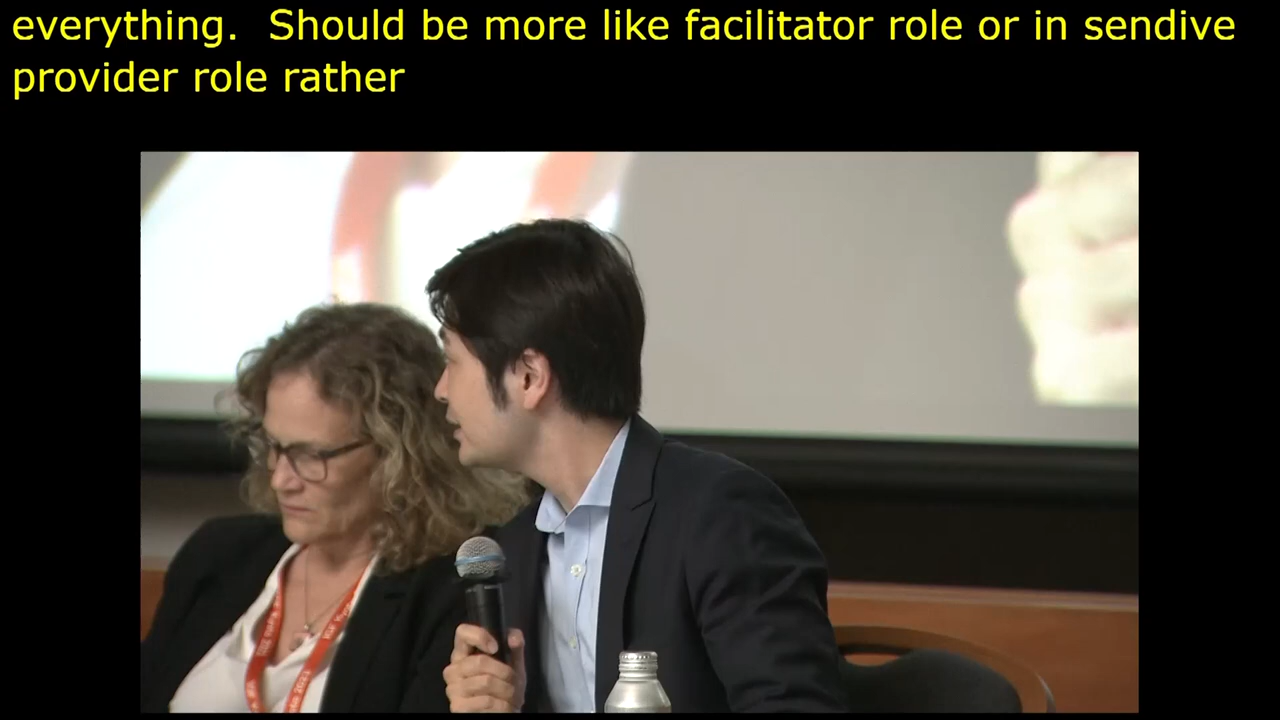 everything.  Should be more like facilitator role or in sendive
provider role rather